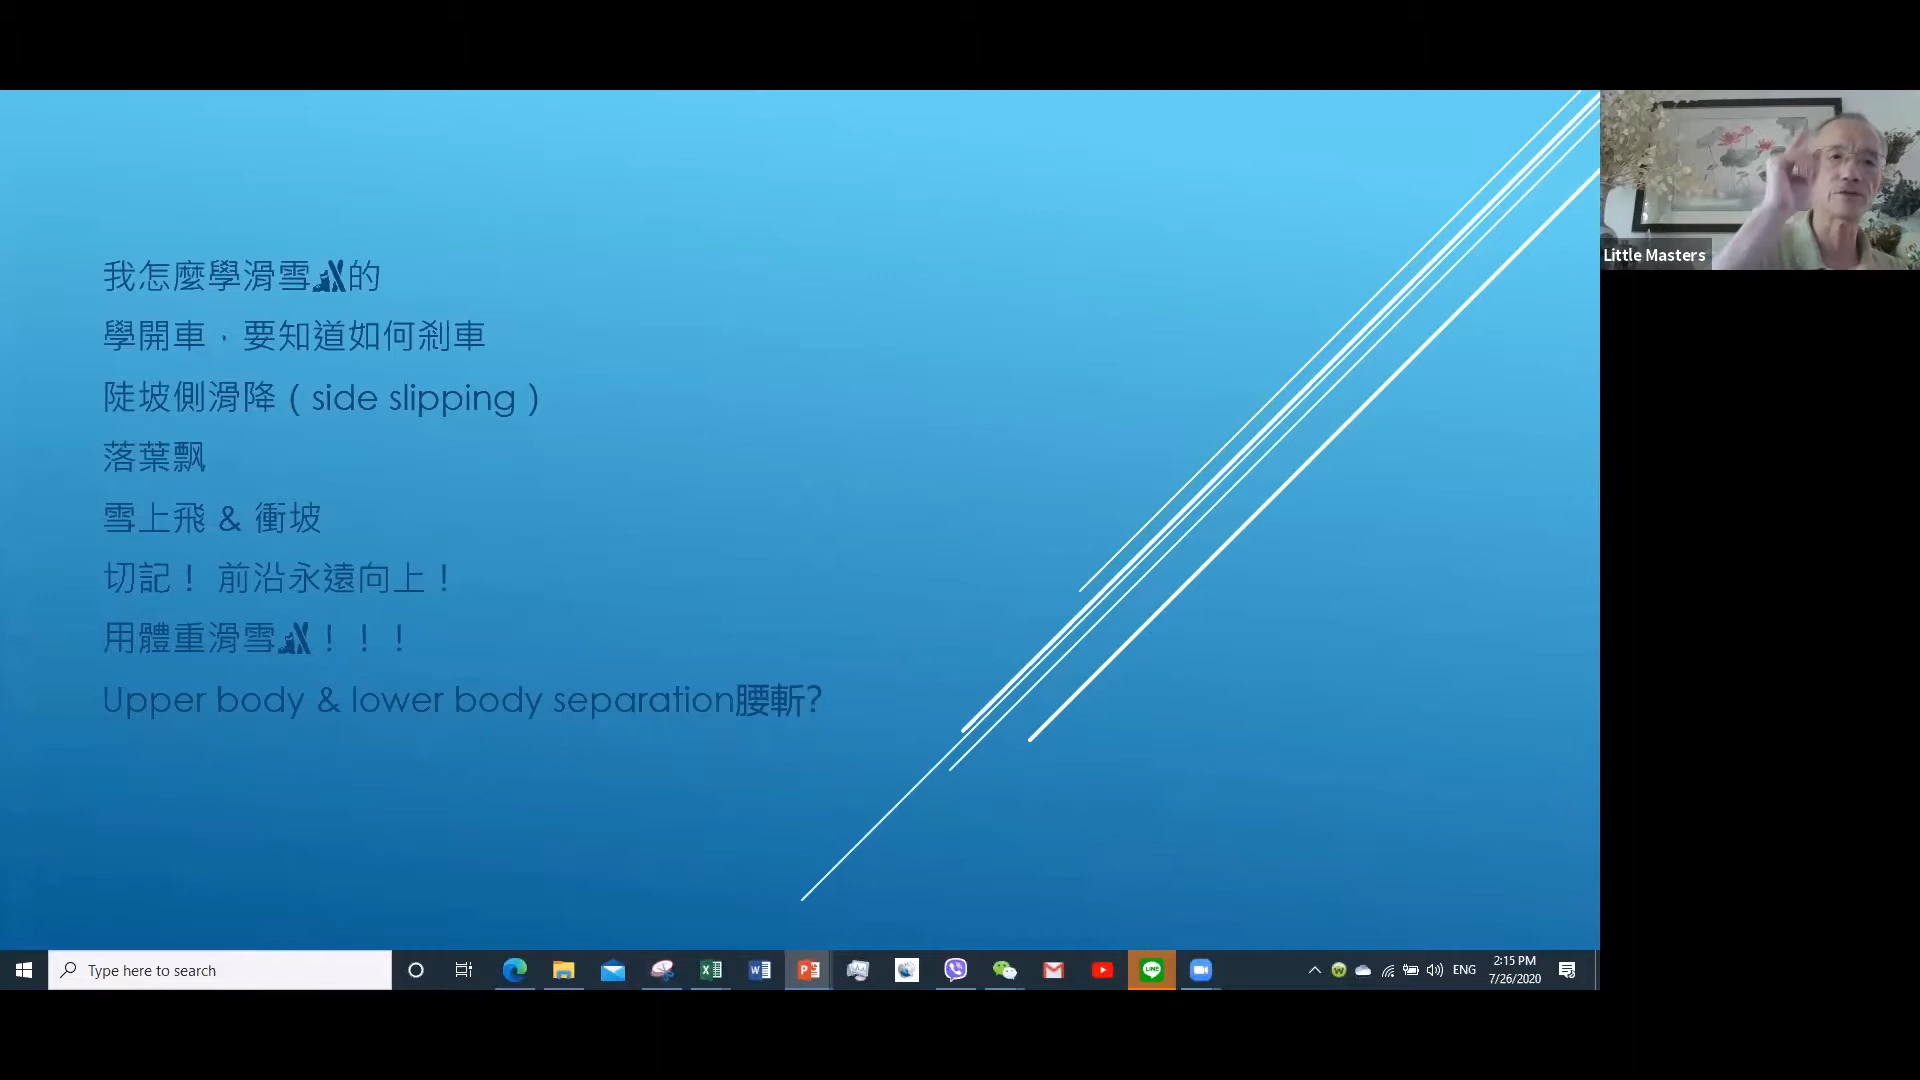 我怎麼學滑雪🎿的
學開車，要知道如何剎車
陡坡側滑降 ( side slipping )
落葉飄
雪上飛 & 衝坡
切記！ 前沿永遠向上！
用體重滑雪🎿！！！
Upper body & lower body separation腰斬?
Little Masters
Type here to search
ENG
2:15 PM
7/26/2020